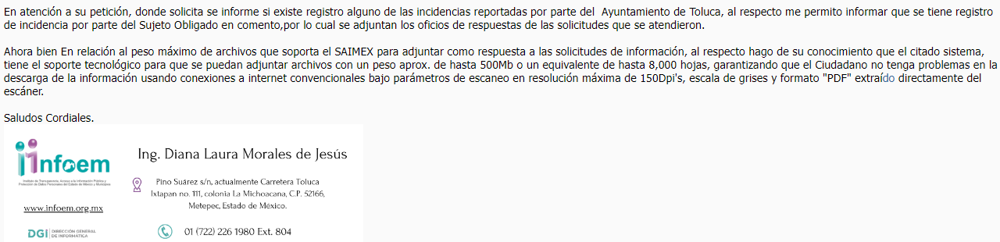 En atención a su petición, donde solicita se informe si existe registro alguno de las incidencias reportadas por parte del  Ayuntamiento de Toluca, al respecto me permito informar que se tiene registro
de incidencia por parte del Sujeto Obligado en comento,por lo cual se adjuntan los oficios de respuestas de las solicitudes que se atendieron.
Ahora bien En relación al peso máximo de archivos que soporta el SAIMEX para adjuntar como respuesta a las solicitudes de información, al respecto hago de su conocimiento que el citado sistema,
tiene el soporte tecnológico para que se puedan adjuntar archivos con un peso aprox. de hasta 500Mb o un equivalente de hasta 8,000 hojas, garantizando que el Ciudadano no tenga problemas en la
descarga de la información usando conexiones a internet convencionales bajo parámetros de escaneo en resolución máxima de 150Dpi's, escala de grises y formato "PDF" extraído directamente del
escáner.
Saludos Cordiales.
infoem
Instituto de Transparencia, Acceso a la Información Pública y
Protección de Datos Personales del Estado de México y Municipios
www.infoem.org.mx
DGI DIRECCIÓN GENERAL
DE INFORMÁTICA
Ing. Diana Laura Morales de Jesús
Pino Suárez s/n, actualmente Carretera Toluca
Ixtapan no. 111, colonia La Michoacana, C.P. 52166,
Metepec, Estado de México.
01 (722) 226 1980 Ext. 804